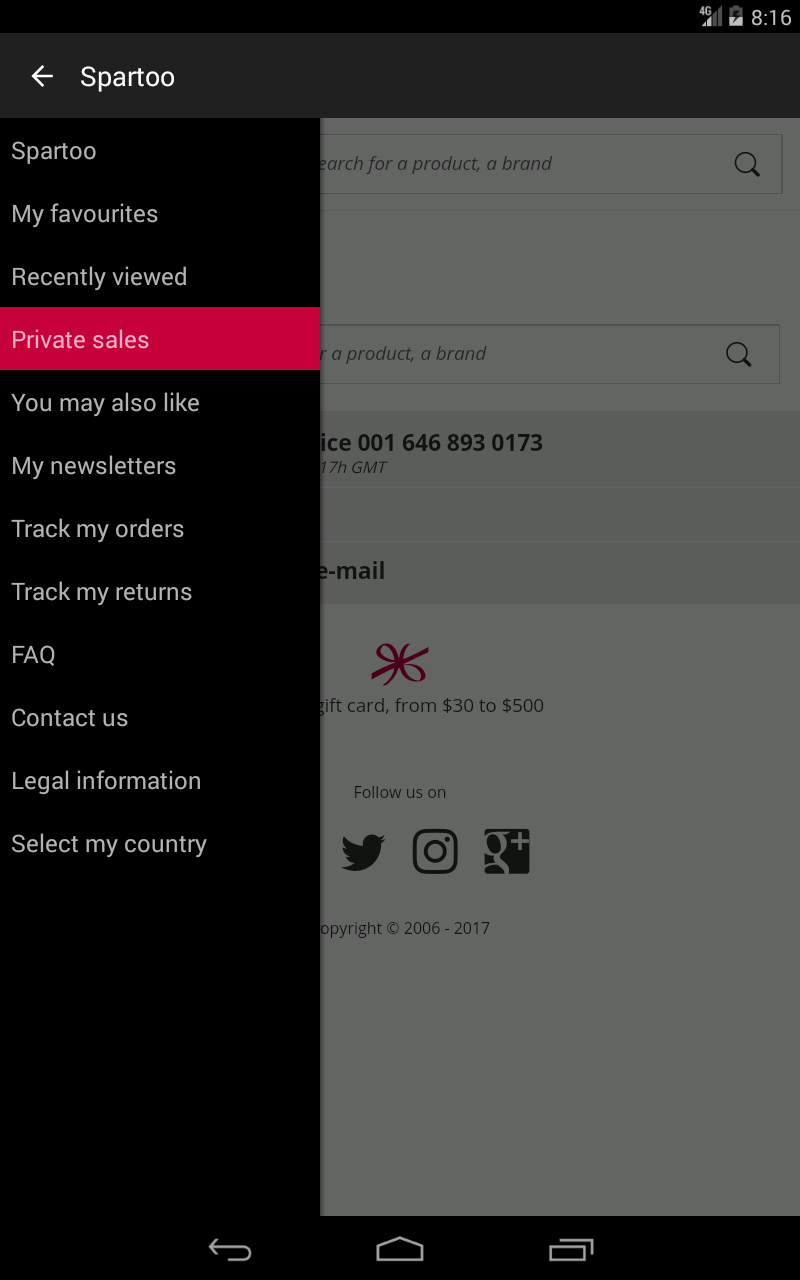 4G 8:16
Spartoo
Spartoo
My favourites
Recently viewed
Private sales
You may also like
My newsletters
Track my orders
Track my returns
FAQ
Contact us
Legal information
Select my country
earch for a product, a brand
r a product, a brand
ice 001 646 893 0173
17h GMT
e-mail
gift card, from $30 to $500
Follow us on
opyright © 2006 - 2017